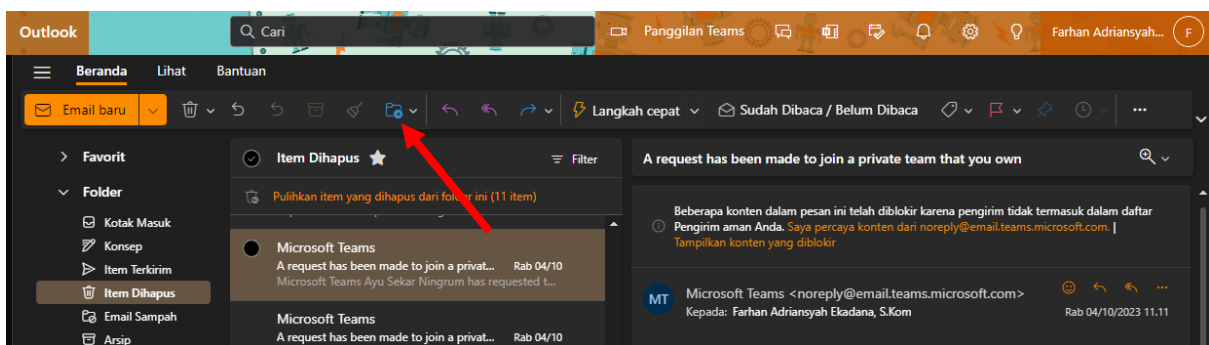 Outlook
Cari
Panggilan Teams
Farhan Adriansyah...
F
Beranda Lihat Bantuan
Email baru
Langkah cepat
Sudah Dibaca / Belum Dibaca
Favorit
Item Dihapus
Filter
A request has been made to join a private team that you own
Folder
Pulihkan item yang dihapus dari folder ini (11 item)
Kotak Masuk
Konsep
Item Terkirim
Item Dihapus
Email Sampah
Arsip
Microsoft Teams
A request has been made to join a privat... Rab 04/10
Microsoft Teams Ayu Sekar Ningrum has requested t...
Microsoft Teams
A request has been made to join a privat... Rab 04/10
Beberapa konten dalam pesan ini telah diblokir karena pengirim tidak termasuk dalam daftar
Pengirim aman Anda. Saya percaya konten dari noreply@email.teams.microsoft.com. |
Tampilkan konten yang diblokir
MT
Microsoft Teams <noreply@email.teams.microsoft.com>
Kepada: Farhan Adriansyah Ekadana, S.Kom
Rab 04/10/2023 11.11